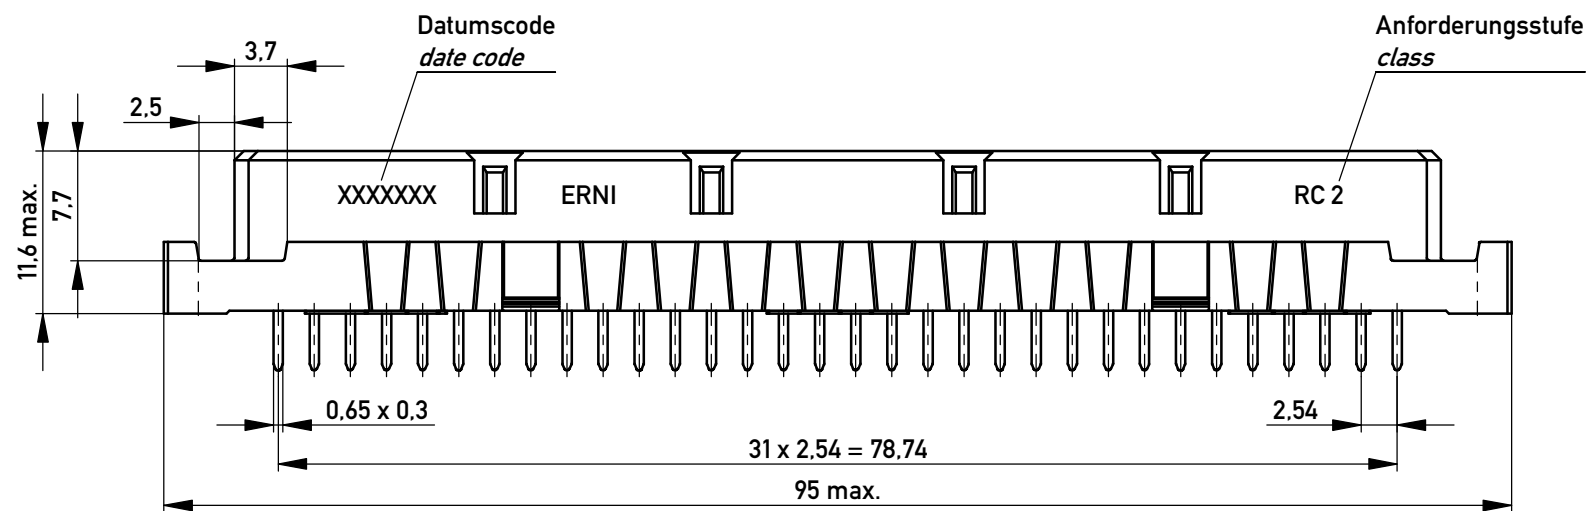 Datumscode
date code
Anforderungsstufe
class
3,7
2,5
11,6 max.
7,7
XXXXXXX
ERNI
RC 2
0,65 x 0,3
2,54
31 x 2,54 = 78,74
95 max.